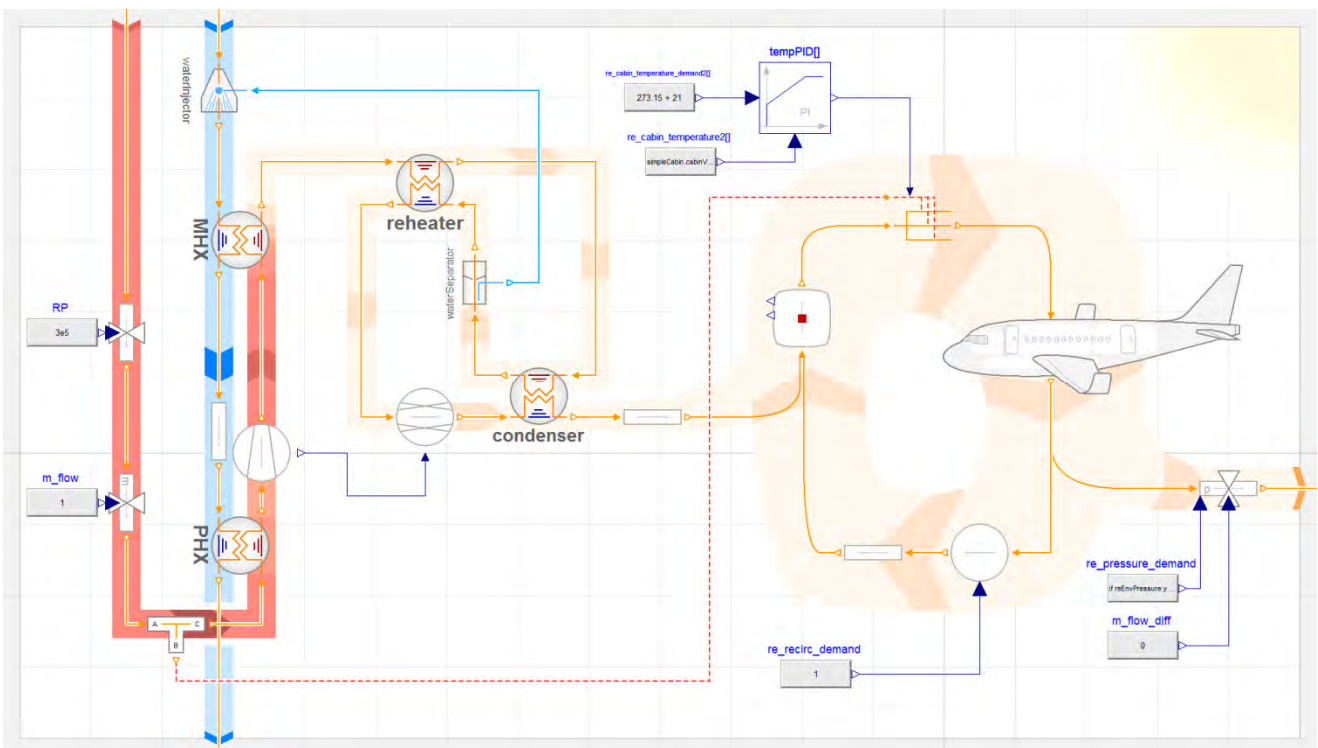 waterInjector
tempPID[]
re_cabin_temperature_demand2[]
273.15 + 21
PI
re_cabin_temperature2[]
simpleCabin.cabinV...
reheater
MHX
waterSeparator
RP
3e5
condenser
m_flow
1
m
PHX
A
C
B
p
re_pressure_demand
if reEnvPressure.y ...
m_flow_diff
0
re_recirc_demand
1